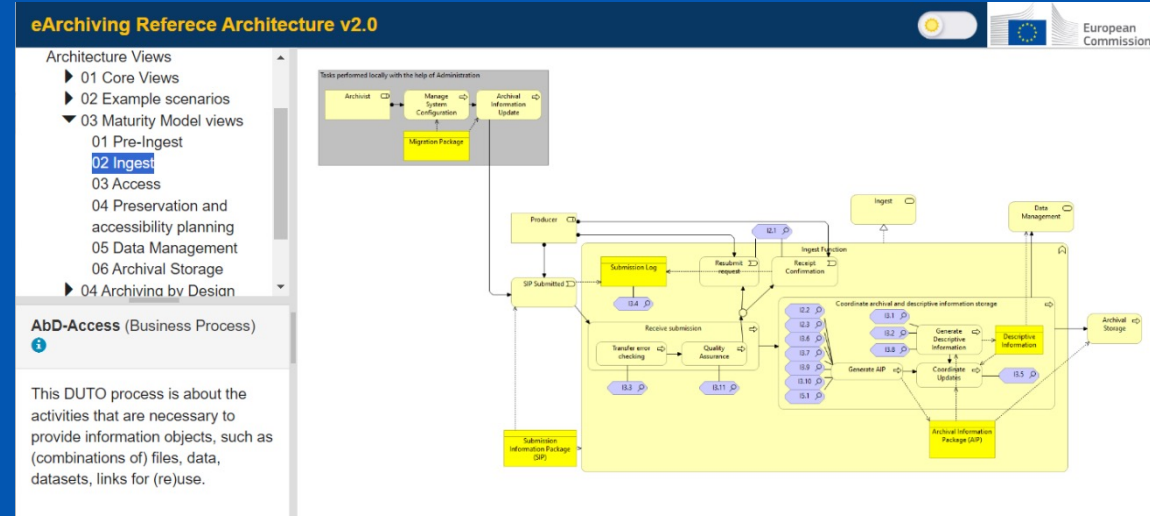 eArchiving Referece Architecture v2.0
European
Commission
Architecture Views
01 Core Views
02 Example scenarios
03 Maturity Model views
01 Pre-Ingest
02 Ingest
03 Access
04 Preservation and
accessibility planning
05 Data Management
06 Archival Storage
04 Archiving by Design
AbD-Access (Business Process)
This DUTO process is about the
activities that are necessary to
provide information objects, such as
(combinations of) files, data,
datasets, links for (re)use.
Tasks performed locally with the help of Administration
Archivist
Manage
System
Configuration
Archival
Information
Update
Migration Package
Producer
I2.1
Ingest
Data
Management
Ingest Function
Submission Log
Resubmit
request
Receipt
Confirmation
SIP Submitted
I3.4
Receive submission
Transfer error
checking
Quality
Assurance
I3.3
I3.11
Coordinate archival and descriptive information storage
I2.2
I2.3
I3.6
I3.7
I3.9
I3.10
I5.1
I3.1
I3.2
Generate
Descriptive
Information
Descriptive
Information
Generate AIP
Coordinate
Updates
I3.5
Archival
Storage
Submission
Information Package
(SIP)
Archival Information
Package (AIP)